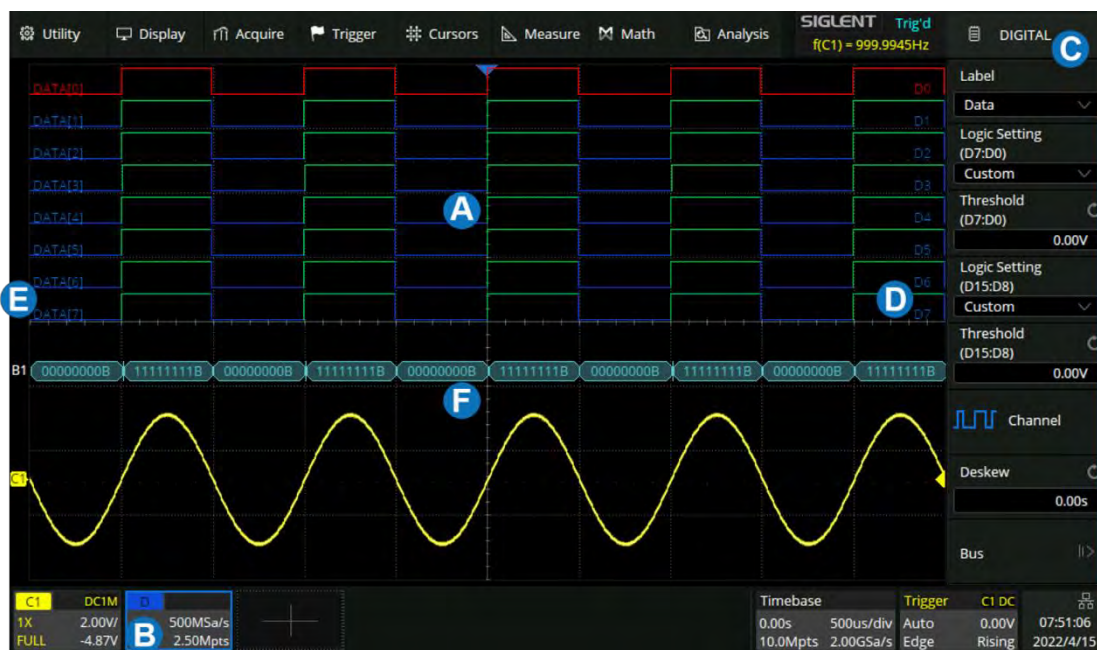 Utility Display Acquire Trigger Cursors Measure Math Analysis
SIGLENT Trig'd
f(C1) = 999.9945Hz
DIGITAL
C
Label
Data
Logic Setting
(D7:D0)
Custom
Threshold
(D7:D0)
0.00V
Logic Setting
(D15:D8)
Custom
Threshold
(D15:D8)
0.00V
Channel
Deskew
0.00s
Bus
DATA[0] D0
DATA[1] D1
DATA[2] D2
DATA[3] D3
A
DATA[4] D4
DATA[5] D5
DATA[6] D6
E D
DATA[7] D7
B1 00000000B 11111111B 00000000B 11111111B 00000000B 11111111B 00000000B 11111111B 00000000B 11111111B
F
C1
C1 DC1M
1X 2.00V/
FULL -4.87V
D
500MSa/s
B 2.50Mpts
Timebase
0.00s 500us/div
10.0Mpts 2.00GSa/s
Trigger C1 DC
Auto 0.00V
Edge Rising
07:51:06
2022/4/15